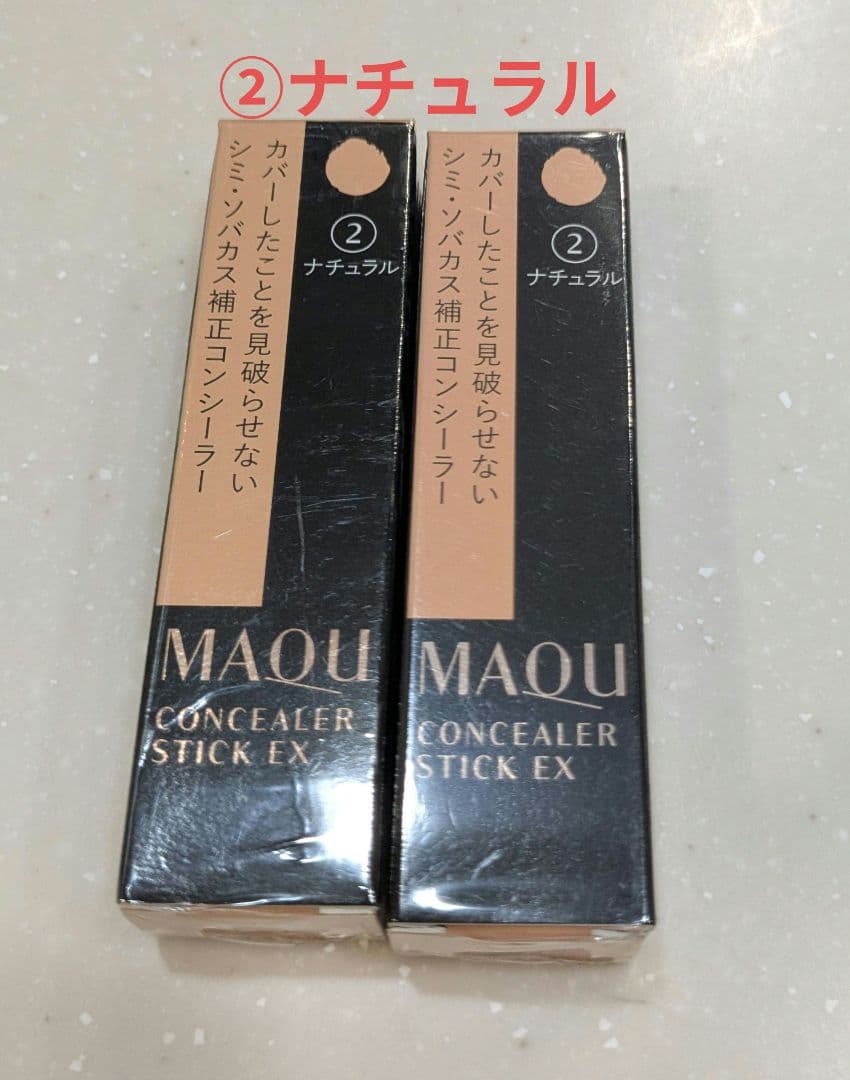 ②ナチュラル
カバーしたことを見破らせない
シミ・ソバカス補正コンシーラー
②
ナチュラル
MAQU
CONCEALER
STICK EX
カバーしたことを見破らせない
シミ・ソバカス補正コンシーラー
②
ナチュラル
MAQU
CONCEALER
STICK EX